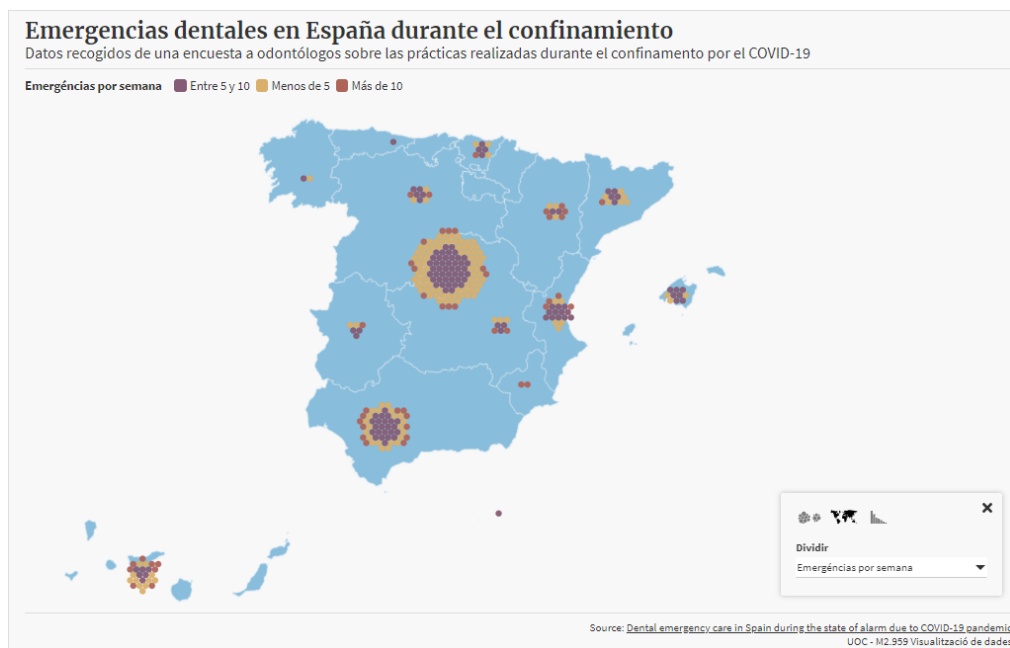 Emergencias dentales en España durante el confinamiento
Datos recogidos de una encuesta a odontólogos sobre las prácticas realizadas durante el confinamento por el COVID-19
Emergéncias por semana Entre 5 y 10 Menos de 5 Más de 10
Dividir
Emergéncias por semana
Source: Dental emergency care in Spain during the state of alarm due to COVID-19 pandemic
UOC - M2.959 Visualització de dades